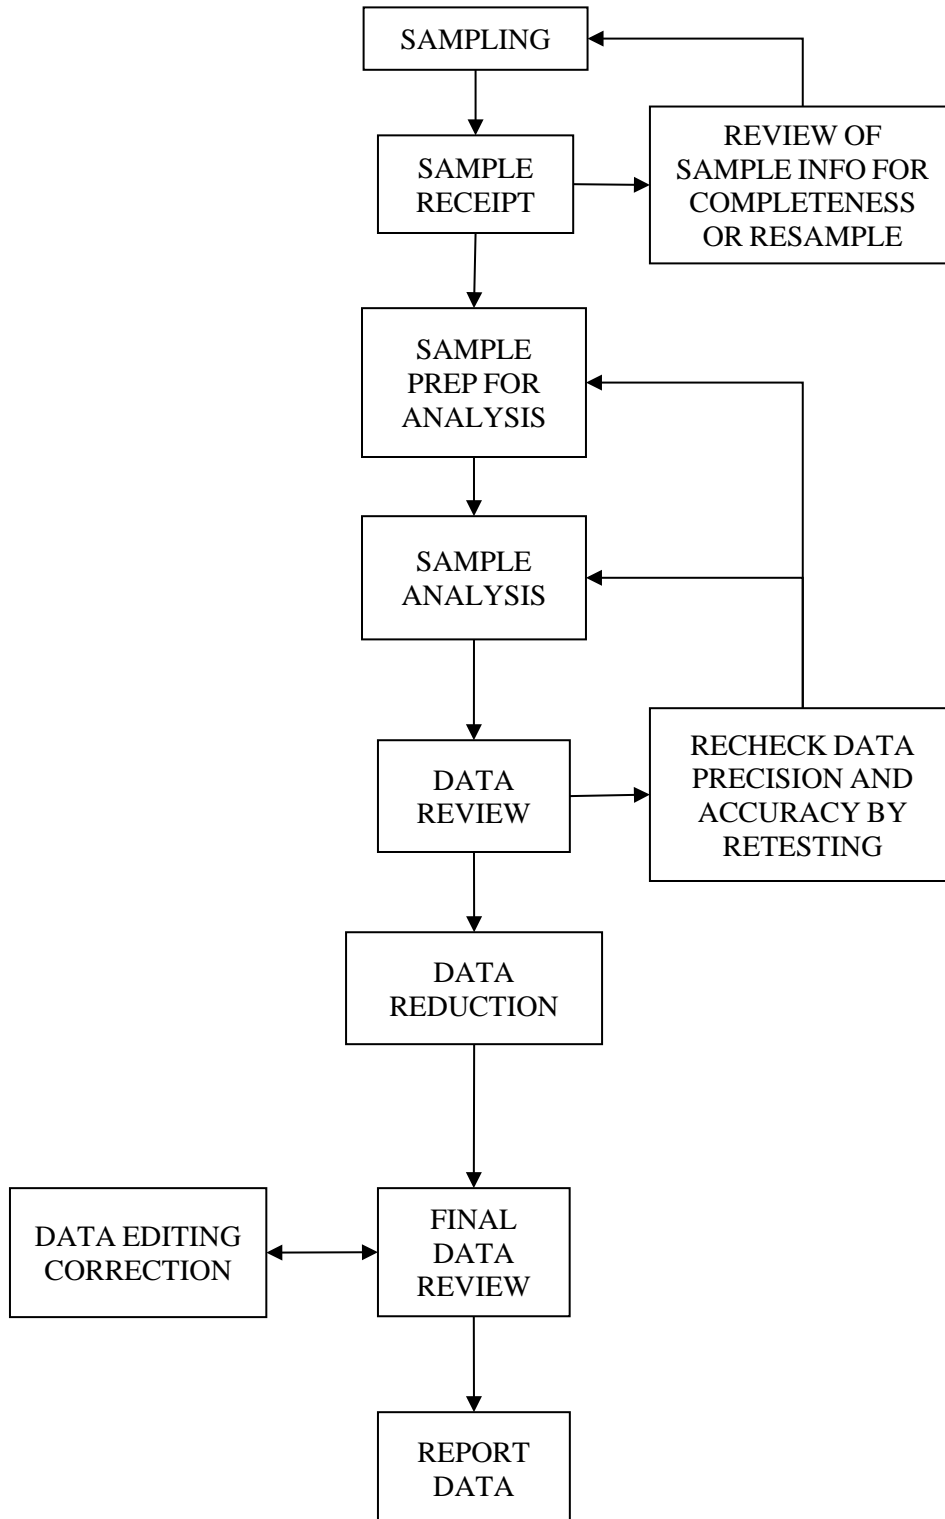 SAMPLING
REVIEW OF
SAMPLE INFO FOR
COMPLETENESS
OR RESAMPLE
SAMPLE
RECEIPT
SAMPLE
PREP FOR
ANALYSIS
SAMPLE
ANALYSIS
DATA
REVIEW
RECHECK DATA
PRECISION AND
ACCURACY BY
RETESTING
DATA
REDUCTION
DATA EDITING
CORRECTION
FINAL
DATA
REVIEW
REPORT
DATA